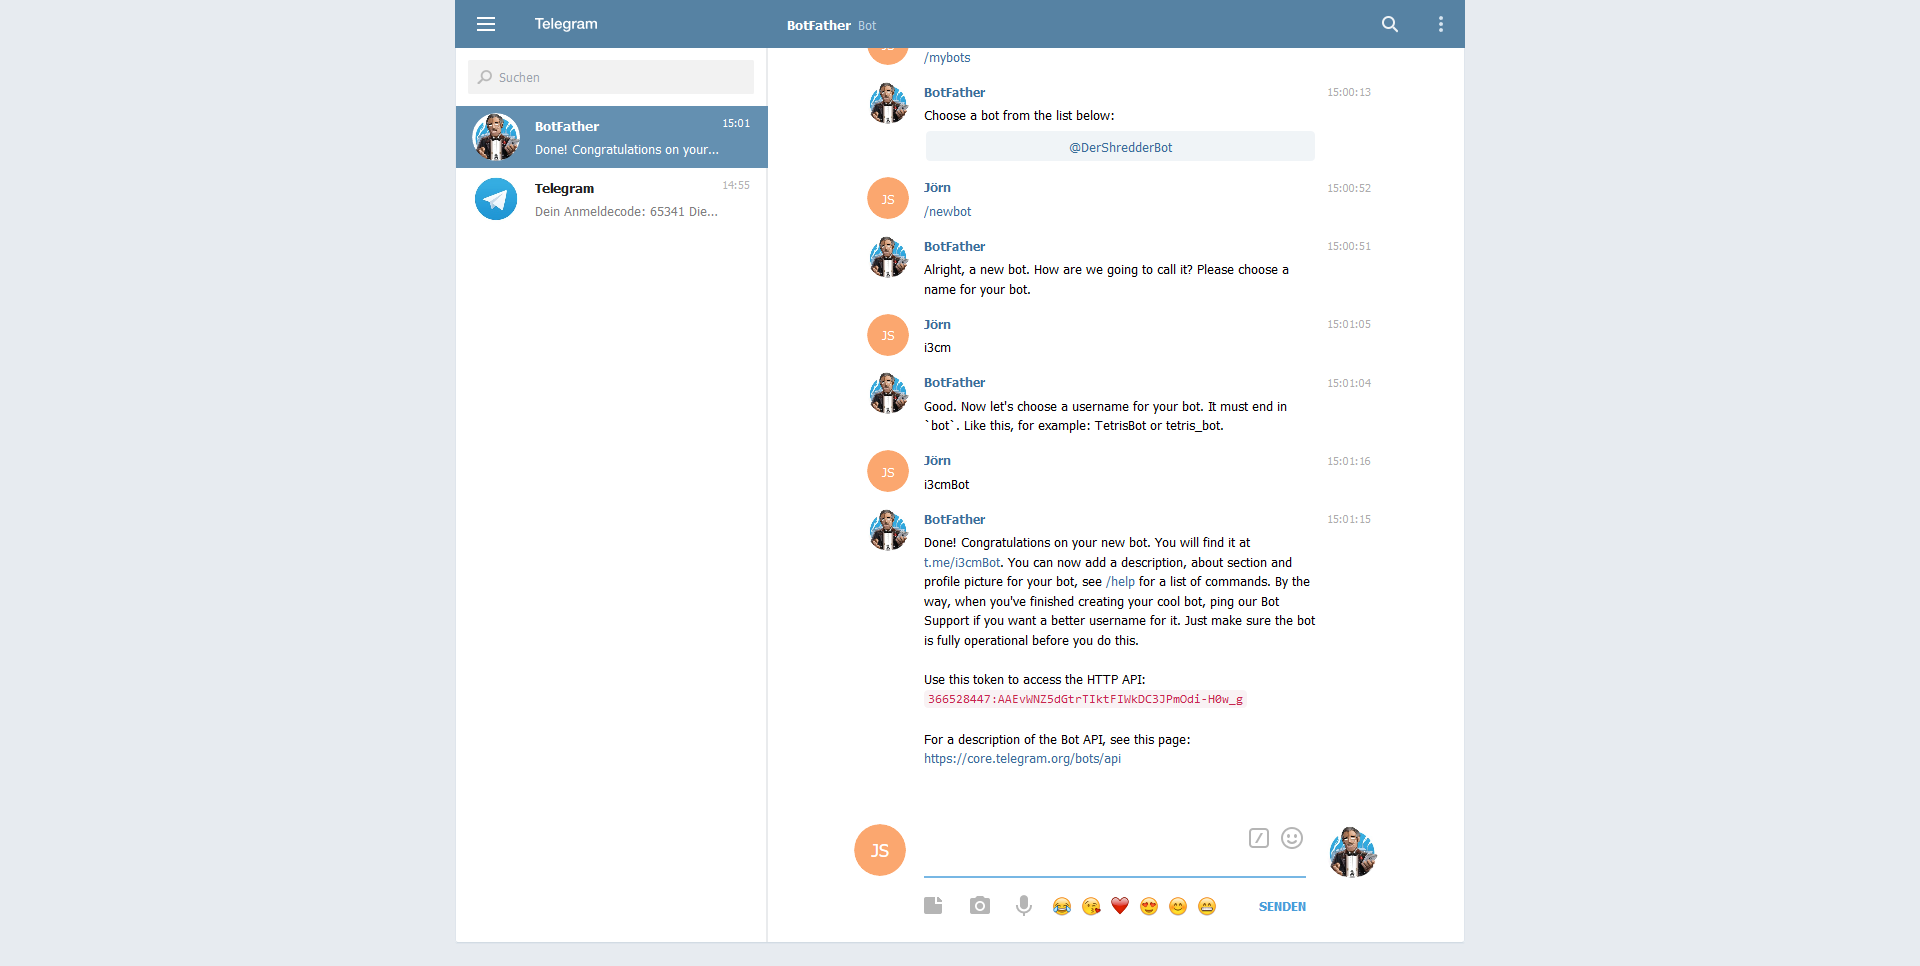 Telegram
BotFather Bot
Suchen
BotFather 15:01
Done! Congratulations on your...
Telegram 14:55
Dein Anmeldecode: 65341 Die...
JS
/mybots
BotFather 15:00:13
Choose a bot from the list below:
@DerShredderBot
JS
Jörn 15:00:52
/newbot
BotFather 15:00:51
Alright, a new bot. How are we going to call it? Please choose a
name for your bot.
JS
Jörn 15:01:05
i3cm
BotFather 15:01:04
Good. Now let's choose a username for your bot. It must end in
`bot`. Like this, for example: TetrisBot or tetris_bot.
JS
Jörn 15:01:16
i3cmBot
BotFather 15:01:15
Done! Congratulations on your new bot. You will find it at
t.me/i3cmBot. You can now add a description, about section and
profile picture for your bot, see /help for a list of commands. By the
way, when you've finished creating your cool bot, ping our Bot
Support if you want a better username for it. Just make sure the bot
is fully operational before you do this.
Use this token to access the HTTP API:
366528447:AAEvWNZ5dGtrTIktFIWkDC3JPmOdi-H0w_g
For a description of the Bot API, see this page:
https://core.telegram.org/bots/api
JS
SENDEN